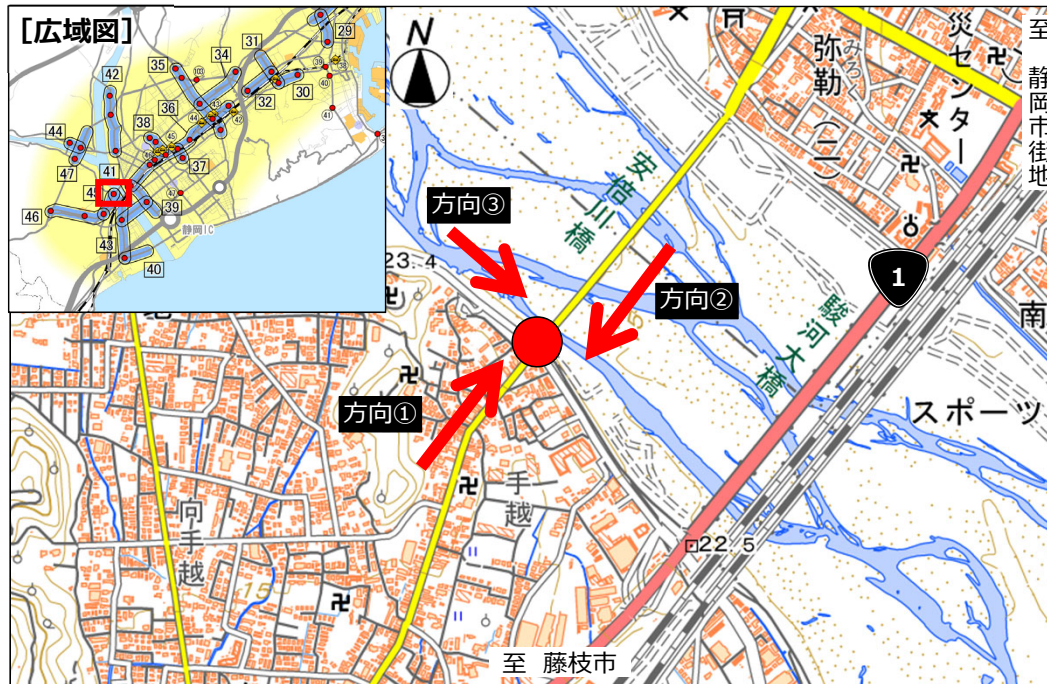 [広域図]
29
31
34
35
42
36
30
32
38
44
37
47
41
45
46
39
43
40
静岡IC
N
至 静岡市街地
災センター
みろく
弥勒
(二)
安倍川橋
方向③
23.4
方向②
1
駿河大橋
南
方向①
スポーツ
手越
向手越
22.5
15
至 藤枝市